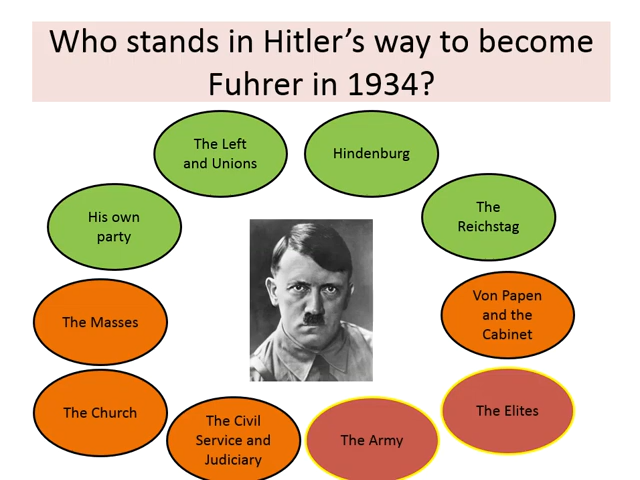 Who stands in Hitler's way to become
Fuhrer in 1934?
The Left
and Unions
Hindenburg
His own
party
The
Reichstag
The Masses
Von Papen
and the
Cabinet
The Church
The Civil
Service and
Judiciary
The Army
The Elites